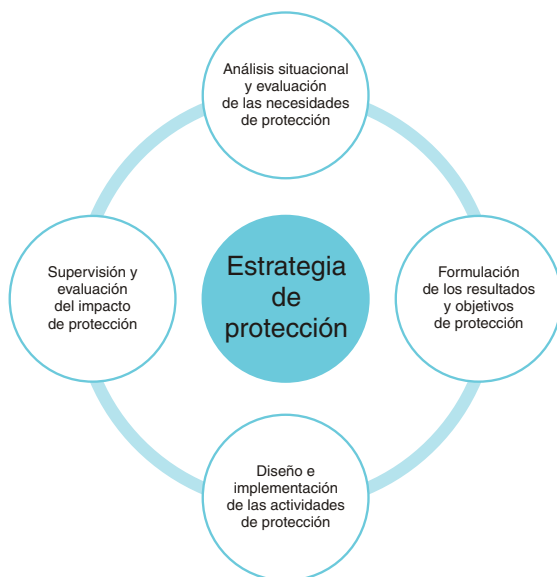 Análisis situacional
y evaluación
de las necesidades
de protección
Supervisión y
evaluación
del impacto
de protección
Estrategia
de
protección
Formulación
de los resultados
y objetivos
de protección
Diseño e
implementación
de las actividades
de protección